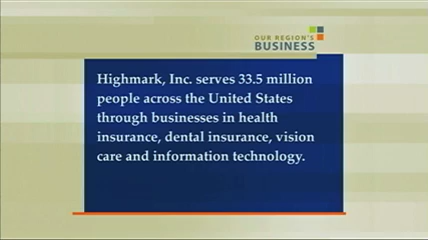 OUR REGION'S
BUSINESS
Highmark, Inc. serves 33.5 million
people across the United States
through businesses in health
insurance, dental insurance, vision
care and information technology.